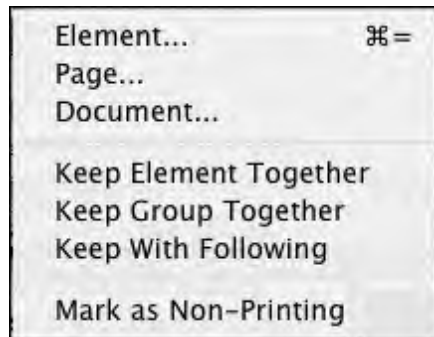 Element... ⌘=
Page...
Document...
Keep Element Together
Keep Group Together
Keep With Following
Mark as Non-Printing